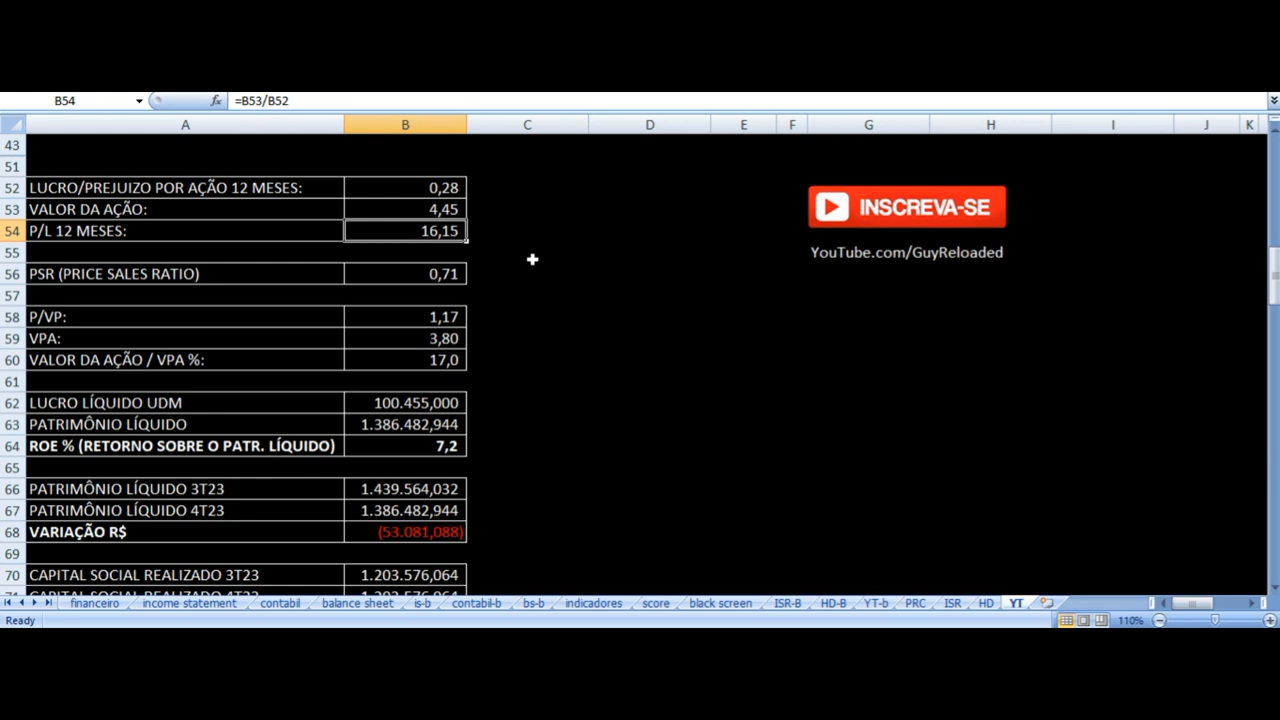 B54 fx =B53/B52
A B C D E F G H I J K
43
51
52 LUCRO/PREJUIZO POR AÇÃO 12 MESES: 0,28
53 VALOR DA AÇÃO: 4,45
54 P/L 12 MESES: 16,15
INSCREVA-SE
YouTube.com/GuyReloaded
55
56 PSR (PRICE SALES RATIO) 0,71
57
58 P/VP: 1,17
59 VPA: 3,80
60 VALOR DA AÇÃO / VPA %: 17,0
61
62 LUCRO LÍQUIDO UDM 100.455,000
63 PATRIMÔNIO LÍQUIDO 1.386.482,944
64 ROE % (RETORNO SOBRE O PATR. LÍQUIDO) 7,2
65
66 PATRIMÔNIO LÍQUIDO 3T23 1.439.564,032
67 PATRIMÔNIO LÍQUIDO 4T23 1.386.482,944
68 VARIAÇÃO R$ (53.081,088)
69
70 CAPITAL SOCIAL REALIZADO 3T23 1.203.576,064
financeiro income statement contabil balance sheet is-b contabil-b bs-b indicadores score black screen ISR-B HD-B YT-b PRC ISR HD YT
Ready 110%